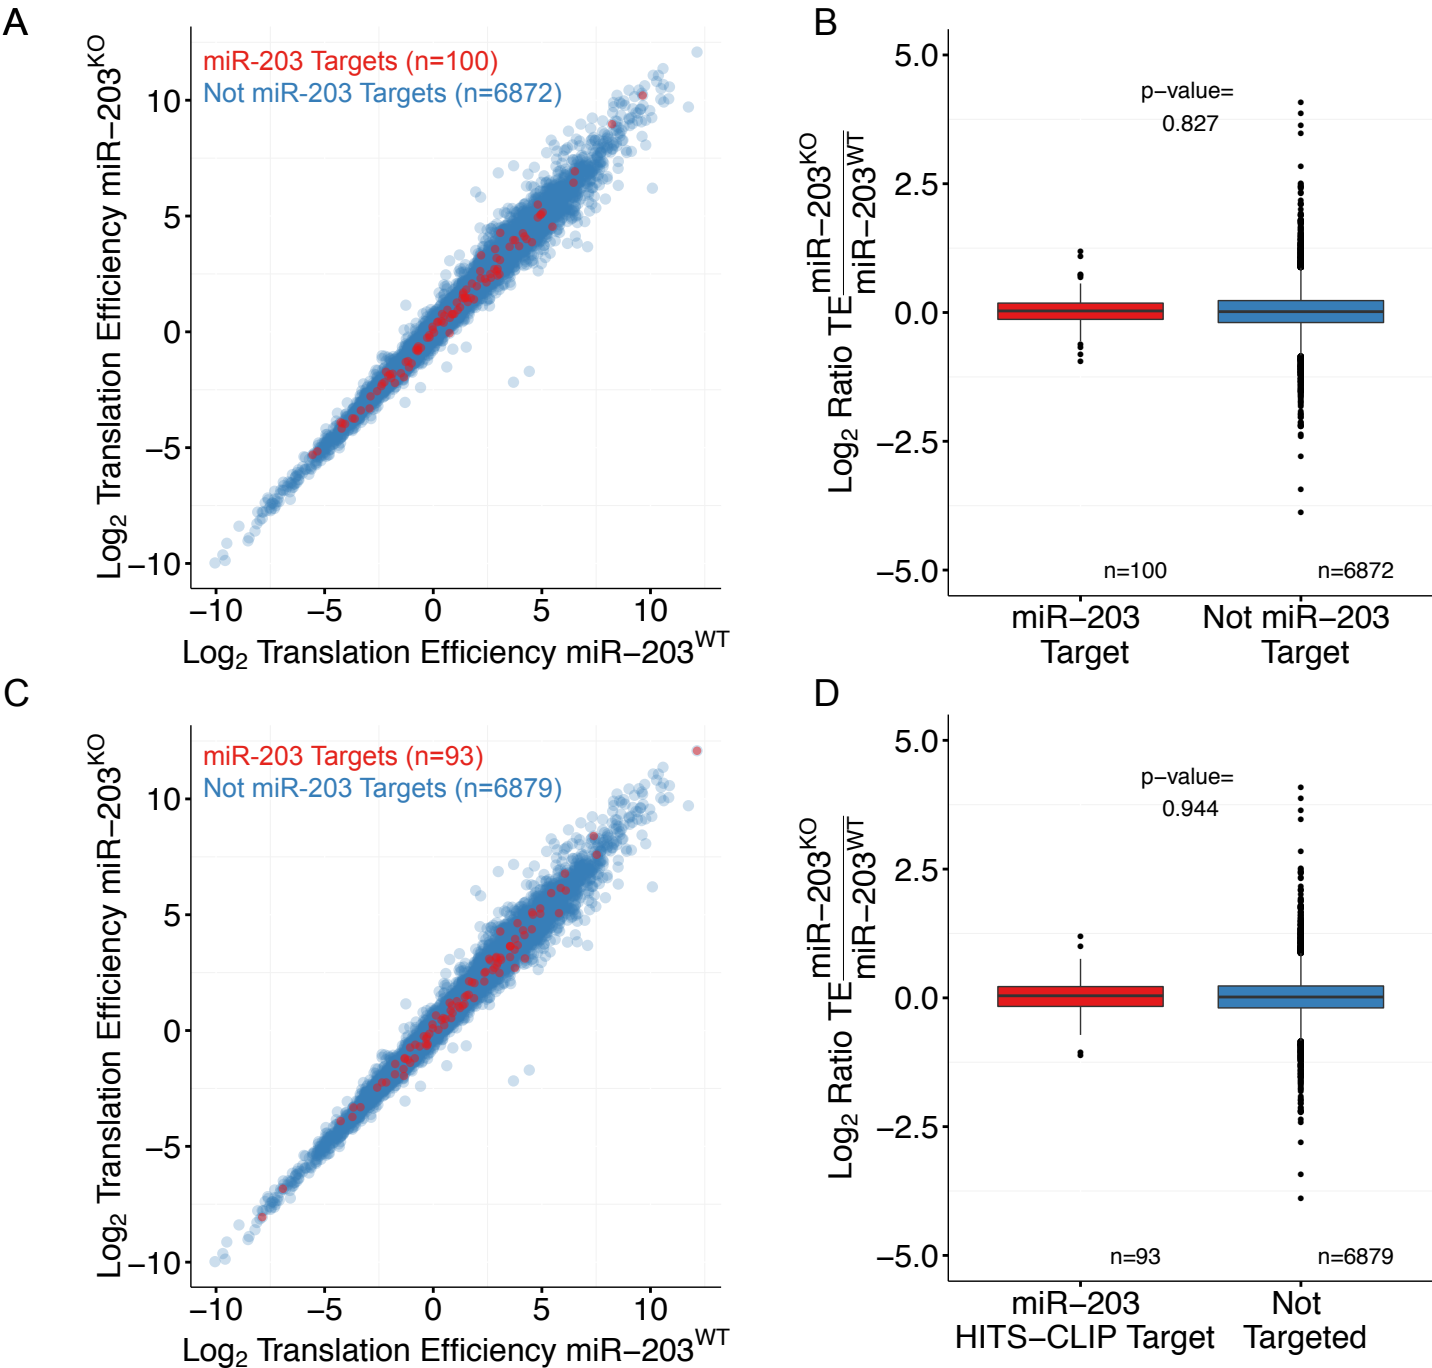 A
miR-203 Targets (n=100)
Not miR-203 Targets (n=6872)
Log2 Translation Efficiency miR−203KO
10
5
0
−5
−10
−10 −5 0 5 10
Log2 Translation Efficiency miR−203WT
B
p−value=
0.827
Log2 Ratio TE miR−203KO
miR−203WT
5.0
2.5
0.0
−2.5
−5.0
n=100 n=6872
miR−203 Not miR−203
Target Target
C
miR-203 Targets (n=93)
Not miR-203 Targets (n=6879)
Log2 Translation Efficiency miR−203KO
10
5
0
−5
−10
−10 −5 0 5 10
Log2 Translation Efficiency miR−203WT
D
p−value=
0.944
Log2 Ratio TE miR−203KO
miR−203WT
5.0
2.5
0.0
−2.5
−5.0
n=93 n=6879
miR−203 Not
HITS−CLIP Target Targeted